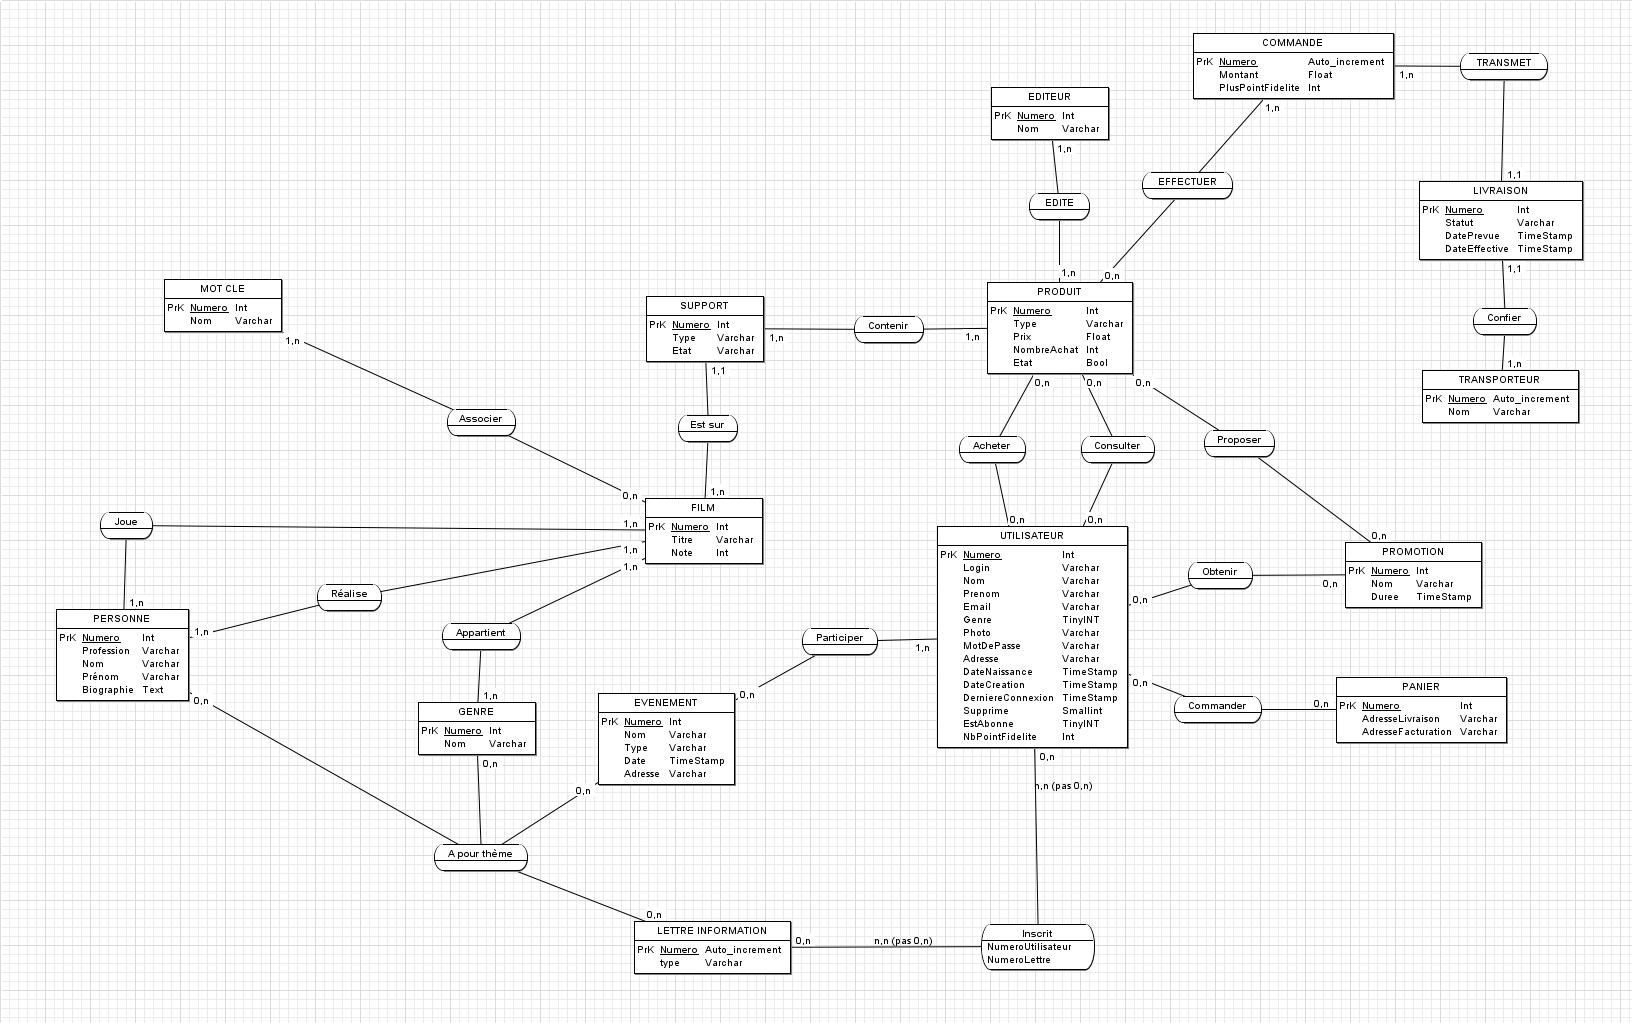 COMMANDE
PrK Numero Auto_increment
Montant Float
PlusPointFidelite Int
1,n
TRANSMET
1,n
EDITEUR
PrK Numero Int
Nom Varchar
1,n
EFFECTUER
1,1
LIVRAISON
PrK Numero Int
Statut Varchar
DatePrevue TimeStamp
DateEffective TimeStamp
1,1
EDITE
1,n
0,n
MOT CLE
PrK Numero Int
Nom Varchar
1,n
SUPPORT
PrK Numero Int
Type Varchar
Etat Varchar
1,n
Contenir
1,n
1,1
PRODUIT
PrK Numero Int
Type Varchar
Prix Float
NombreAchat Int
Etat Bool
0,n
0,n
0,n
Confier
1,n
TRANSPORTEUR
PrK Numero Auto_increment
Nom Varchar
Associer
Est sur
Acheter
Consulter
Proposer
0,n
1,n
FILM
PrK Numero Int
Titre Varchar
Note Int
1,n
1,n
1,n
Joue
1,n
Réalise
1,n
PERSONNE
PrK Numero Int
Profession Varchar
Nom Varchar
Prénom Varchar
Biographie Text
0,n
Appartient
1,n
GENRE
PrK Numero Int
Nom Varchar
0,n
Participer
1,n
0,n
EVENEMENT
PrK Numero Int
Nom Varchar
Type Varchar
Date TimeStamp
Adresse Varchar
0,n
0,n
0,n
UTILISATEUR
PrK Numero Int
Login Varchar
Nom Varchar
Prenom Varchar
Email Varchar
Genre TinyINT
Photo Varchar
MotDePasse Varchar
Adresse Varchar
DateNaissance TimeStamp
DateCreation TimeStamp
DerniereConnexion TimeStamp
Supprime Smallint
EstAbonne TinyINT
NbPointFidelite Int
0,n
n,n (pas 0,n)
0,n
Obtenir
0,n
0,n
PROMOTION
PrK Numero Int
Nom Varchar
Duree TimeStamp
0,n
Commander
0,n
PANIER
PrK Numero Int
AdresseLivraison Varchar
AdresseFacturation Varchar
A pour thème
0,n
LETTRE INFORMATION
PrK Numero Auto_increment
type Varchar
0,n
n,n (pas 0,n)
Inscrit
NumeroUtilisateur
NumeroLettre